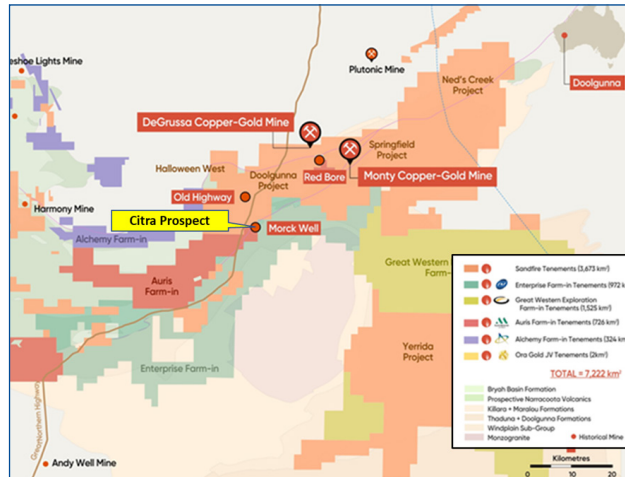 eshoe Lights Mine
Plutonic Mine
Ned's Creek
Project
Doolgunna
DeGrussa Copper-Gold Mine
Springfield
Project
Halloween West
Doolgunna
Project
Red Bore
Monty Copper-Gold Mine
Old Highway
Harmony Mine
Citra Prospect
Morck Well
Alchemy Farm-in
Auris
Farm-in
Great Western
Farm-
Enterprise Farm-in
Yerrida
Project
Great Northern Highway
Andy Well Mine
Sandfire Tenements (3,673 km²)
Enterprise Farm-in Tenements (972 k
Great Western Exploration
Farm-in Tenements (1,525 km²)
Auris Farm-in Tenements (726 km²)
Alchemy Farm-in Tenements (324 km
Ora Gold JV Tenements (2km²)
TOTAL = 7,222 km²
Bryah Basin Formation
Prospective Narracoota Volcanics
Killara + Maralou Formations
Thaduna + Doolgunna Formations
Windplain Sub-Group
Monzogranite
Historical Mine
Kilometres
0
10
20